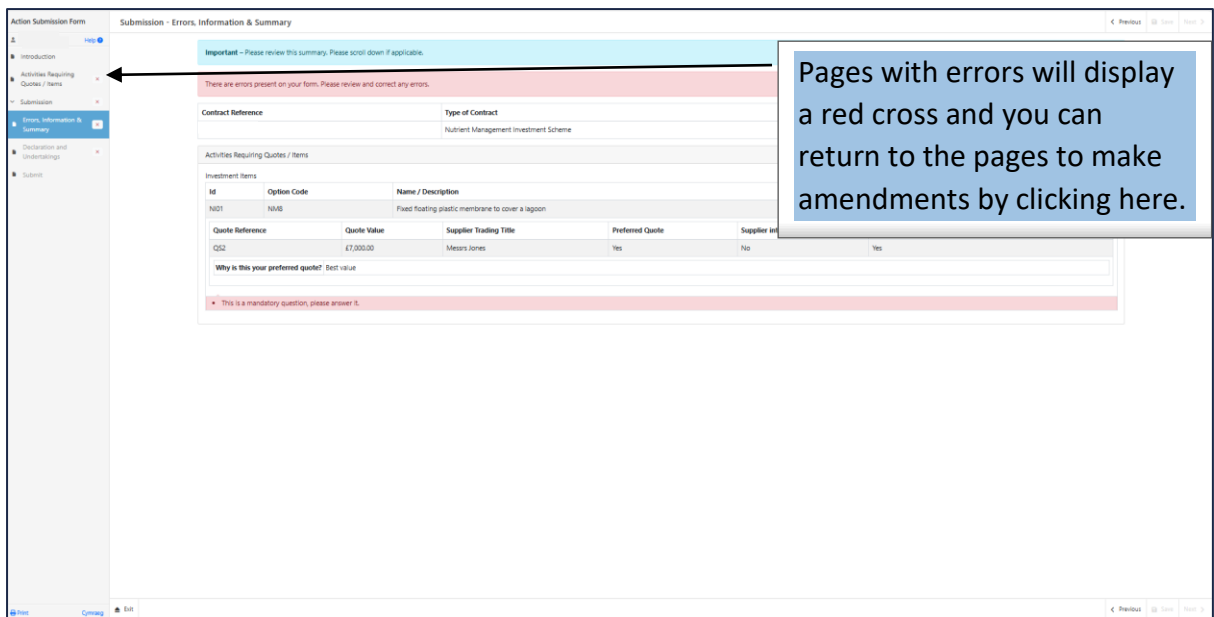 Action Submission Form
Submission - Errors, Information & Summary
Previous Save Next
Help
Introduction
Activities Requiring
Quotes / Items
Submission
Errors, Information &
Summary
Declaration and
Undertakings
Submit
Important – Please review this summary. Please scroll down if applicable.
There are errors present on your form. Please review and correct any errors.
Contract Reference Type of Contract
Nutrient Management Investment Scheme
Activities Requiring Quotes / Items
Investment Items
Id Option Code Name / Description
NI01 NM8 Fixed floating plastic membrane to cover a lagoon
Quote Reference Quote Value Supplier Trading Title Preferred Quote Supplier
QS2 £7,000.00 Messrs Jones Yes No Yes
Why is this your preferred quote? Best value
This is a mandatory question, please answer it.
Pages with errors will display
a red cross and you can
return to the pages to make
amendments by clicking here.
Print Cymraeg Exit
Previous Save Next